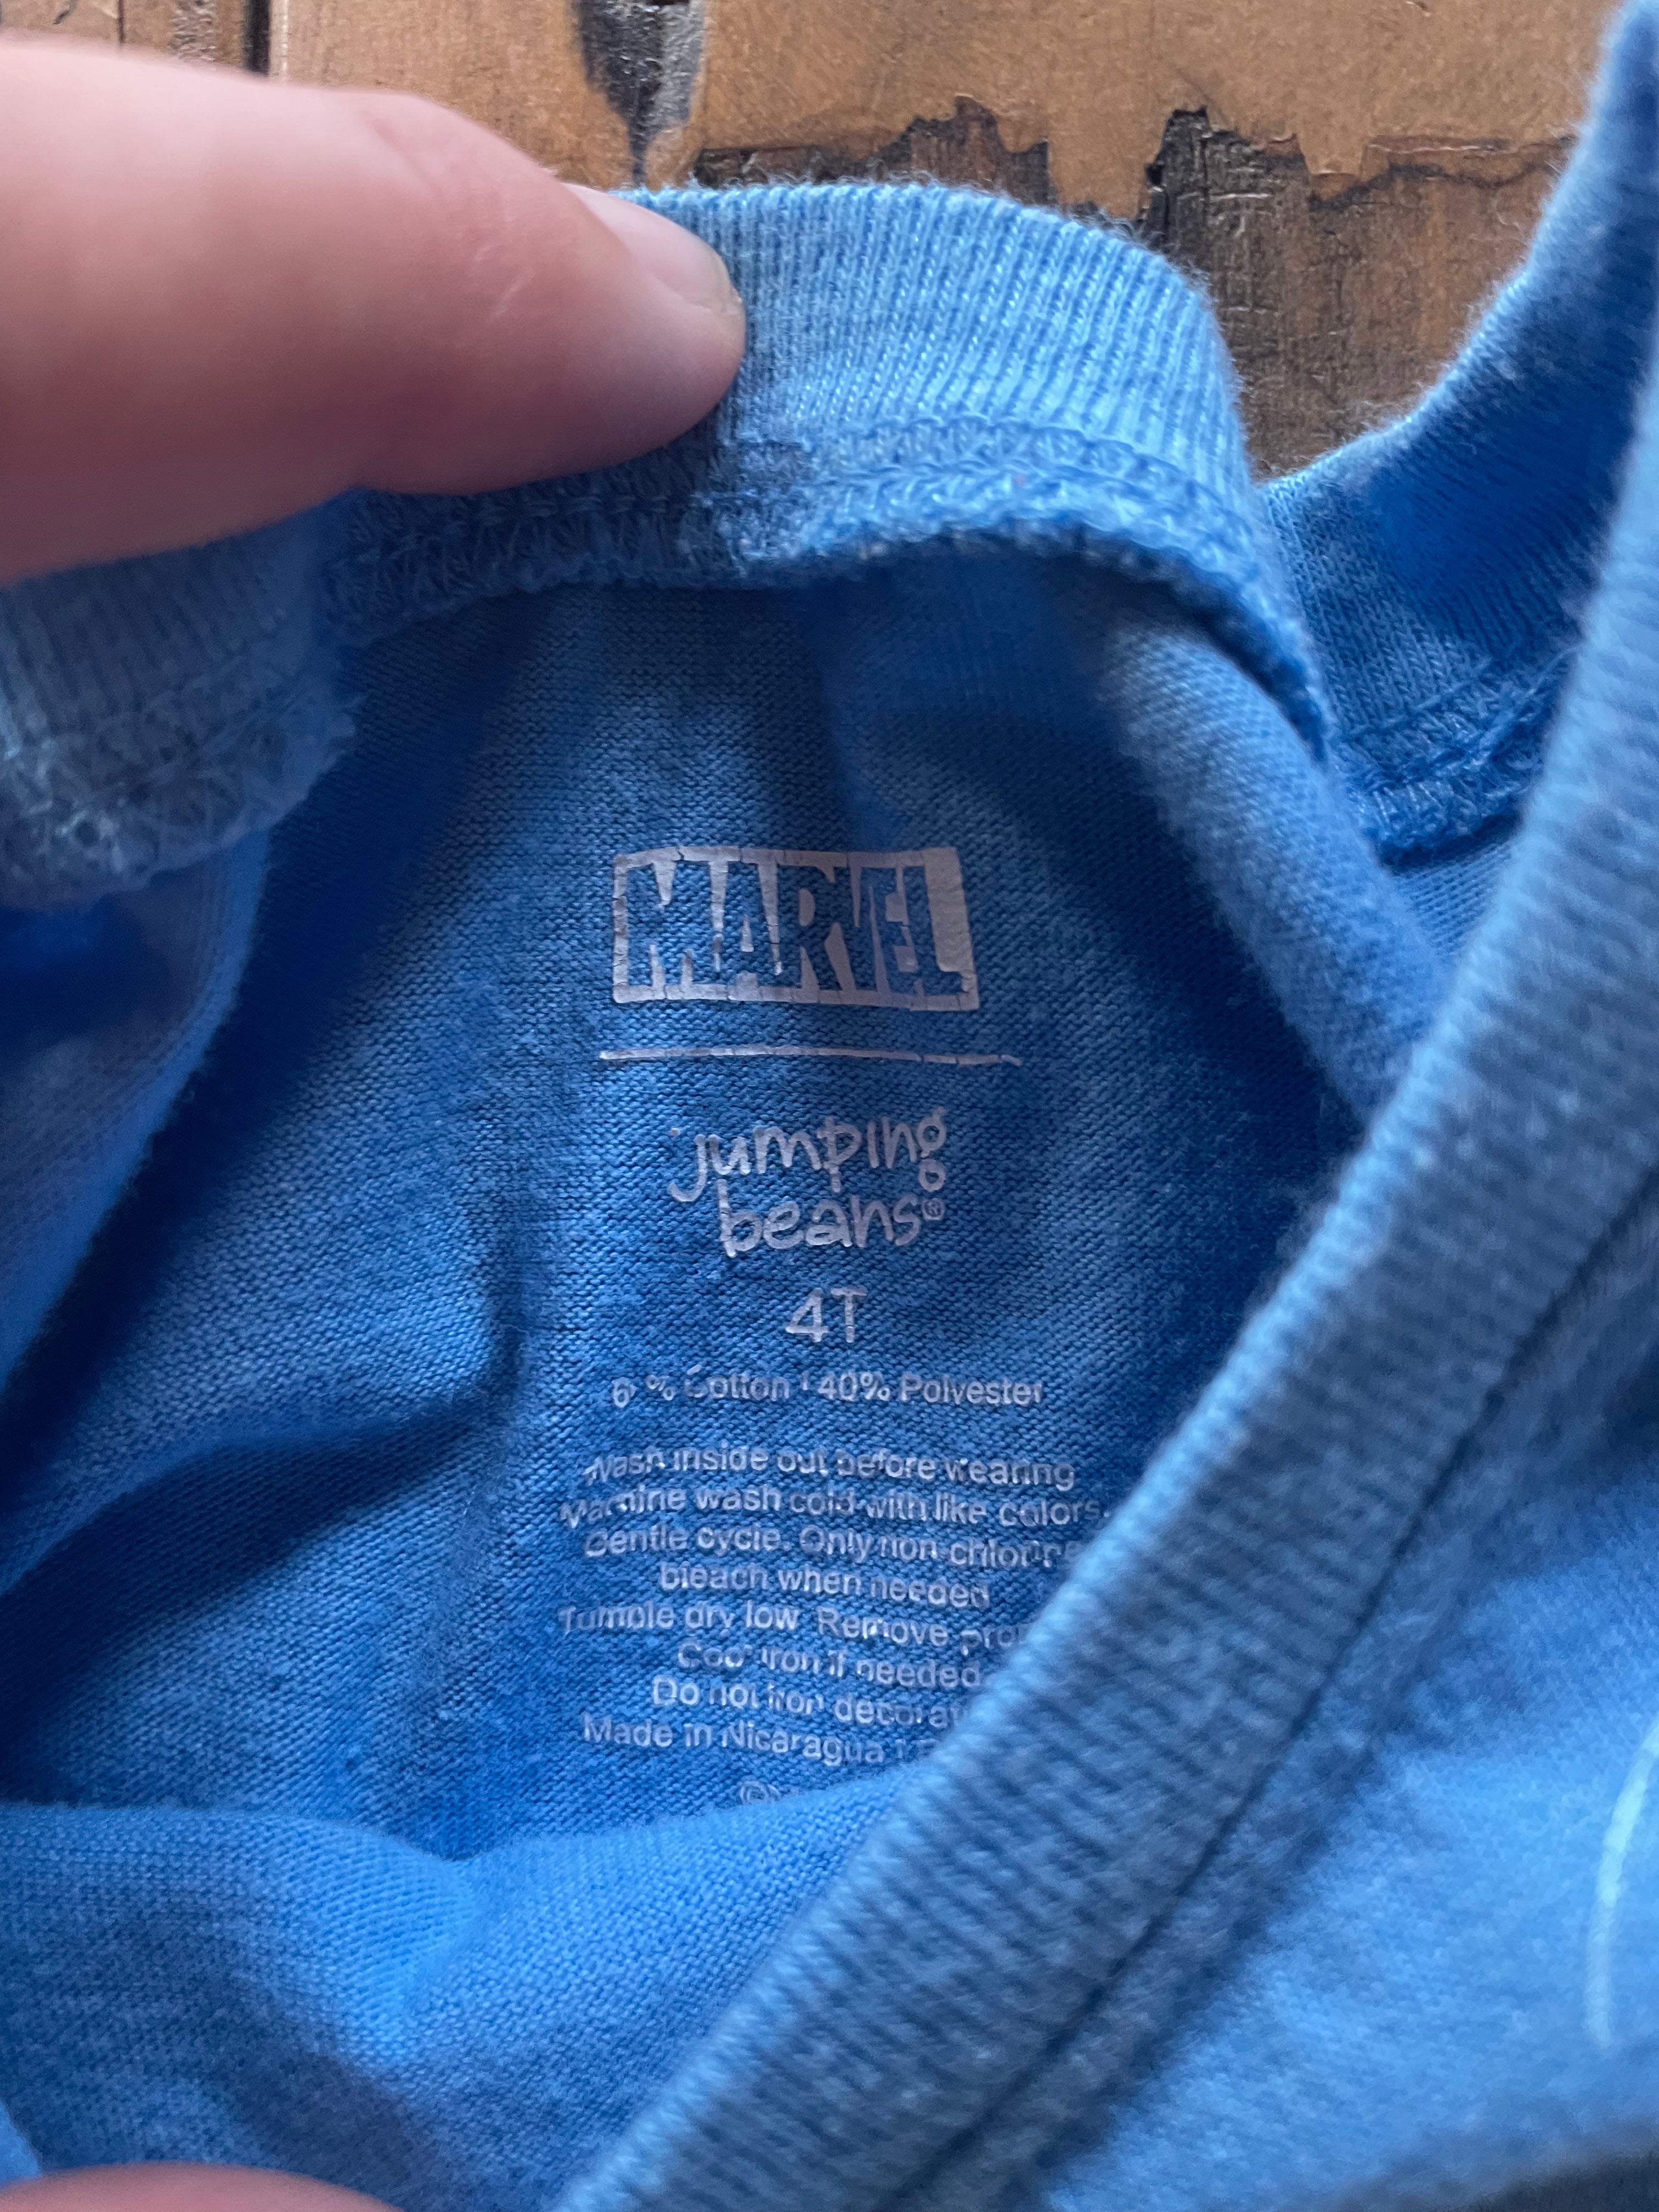 MARVEL
jumping
beans®
4T
% Cotton 40% Polyester
Wash inside out before wearing
Machine wash cold with like colors.
Gentle cycle. Only non-chlorine
bleach when needed
Tumble dry low Remove
Cool iron if needed
Do not iron
Made in Nicaragua
©